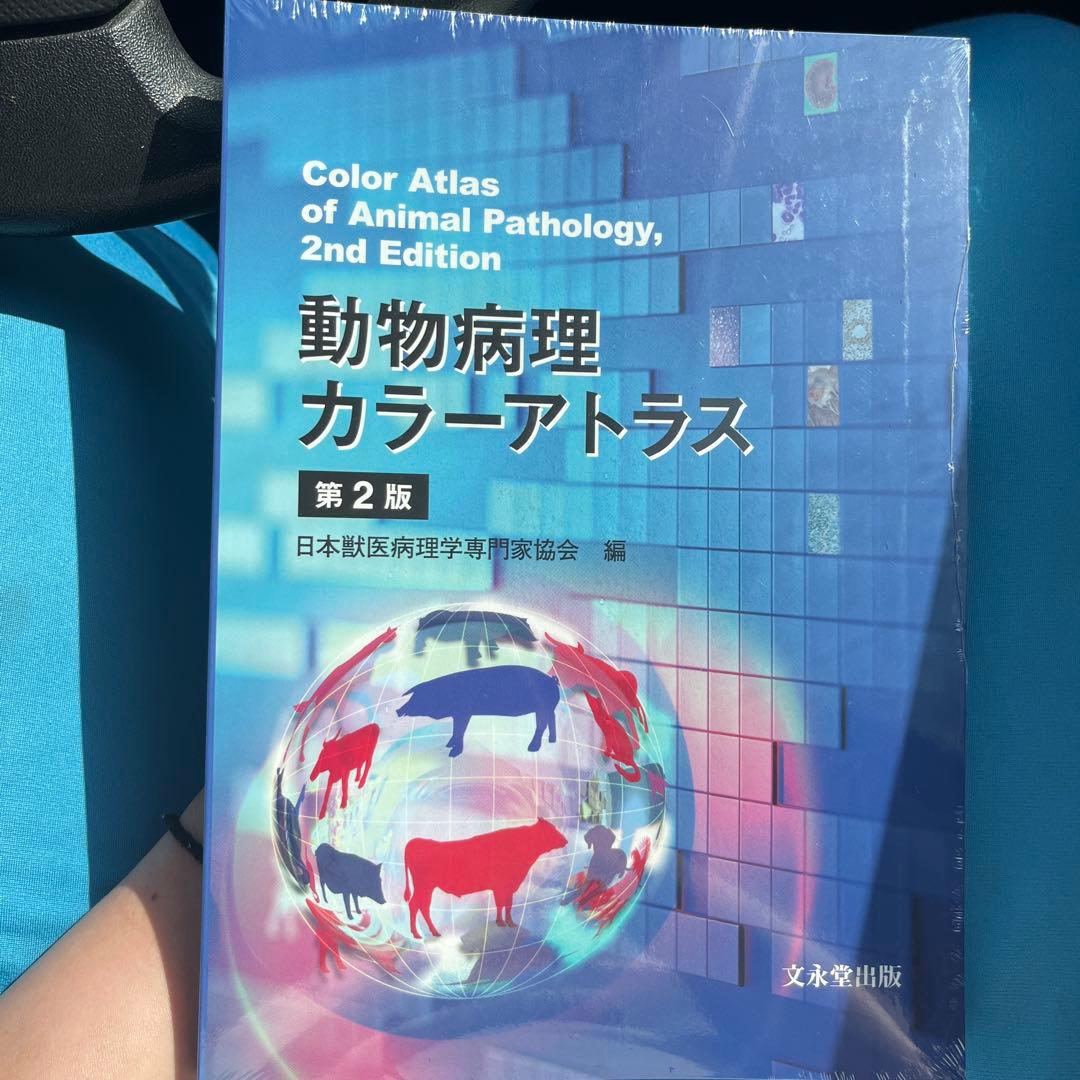 Color Atlas
of Animal Pathology,
2nd Edition
動物病理
カラーアトラス
第2版
日本獣医病理学専門家協会 編
文永堂出版